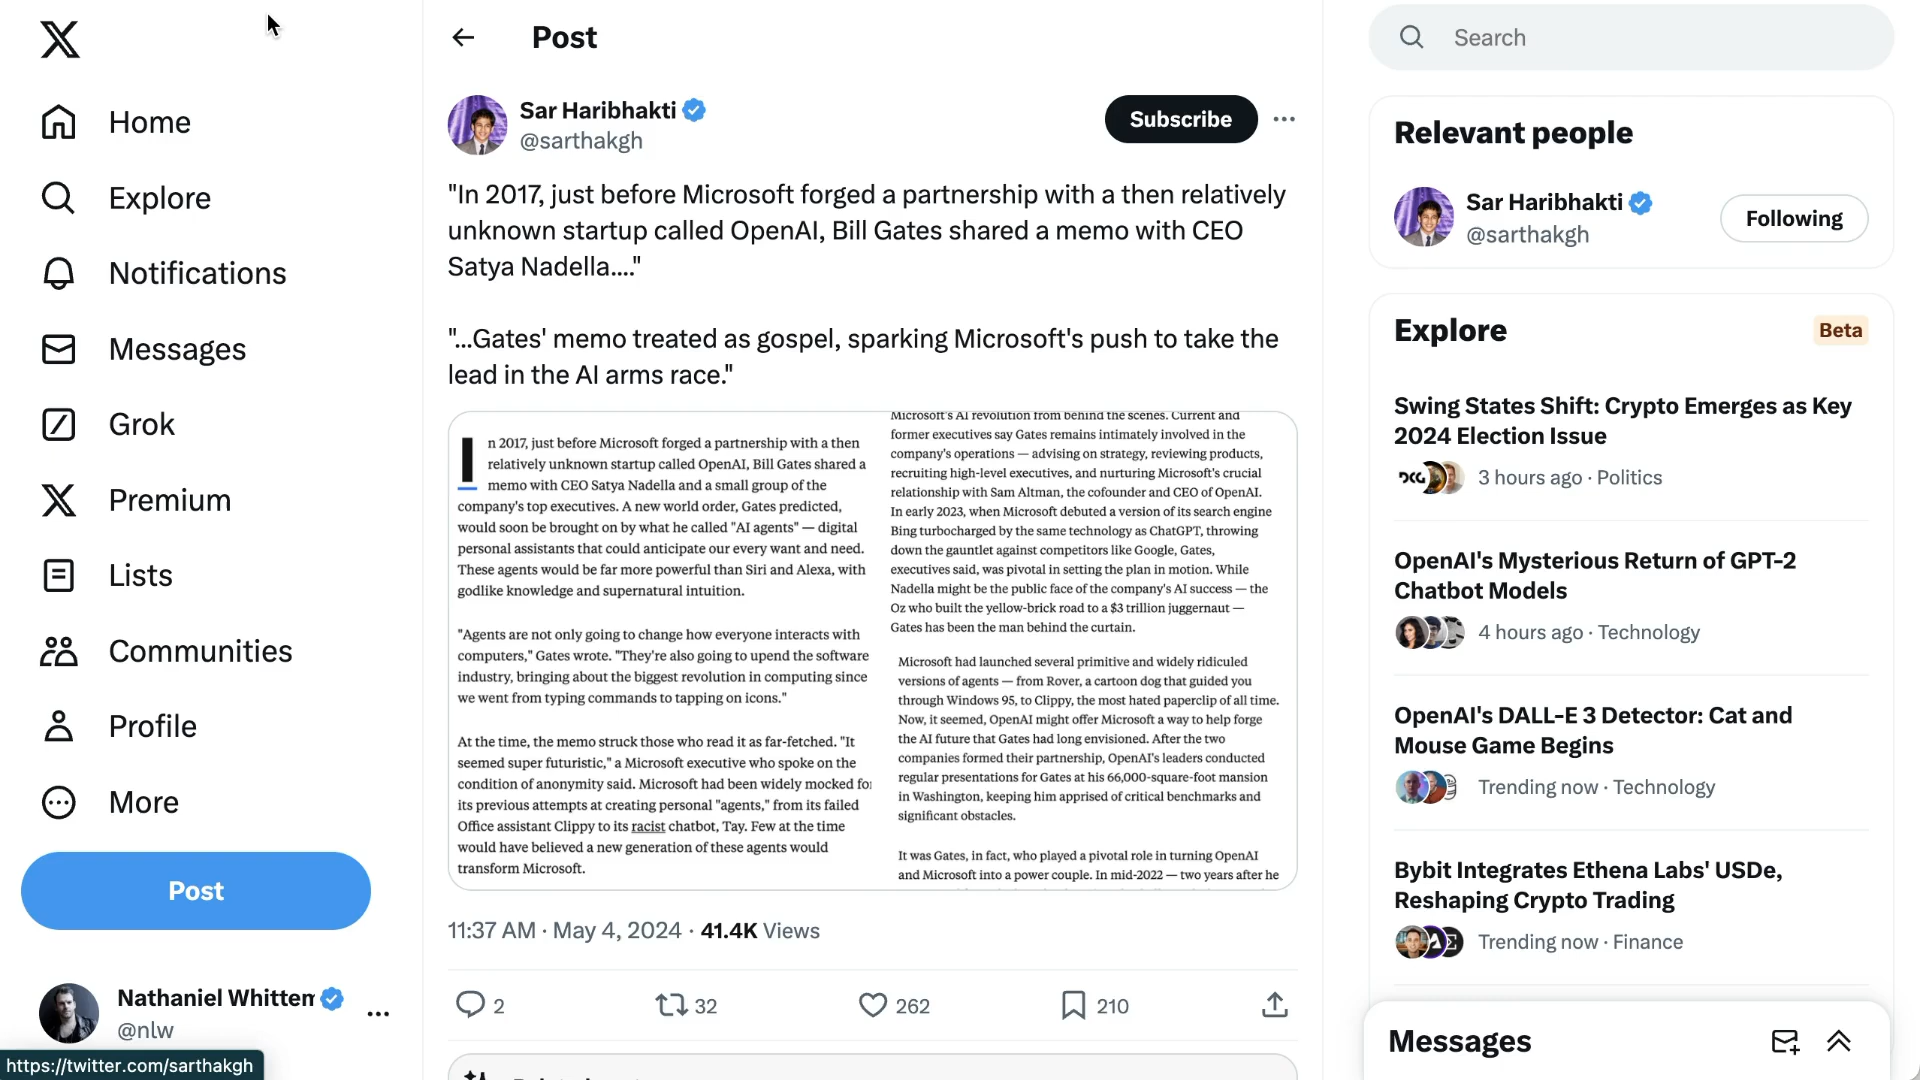 Home
Explore
Notifications
Messages
Grok
Premium
Lists
Communities
Profile
More
Post
Nathaniel Whittem
@nlw
https://twitter.com/sarthakgh
Post
Sar Haribhakti
@sarthakgh
Subscribe
"In 2017, just before Microsoft forged a partnership with a then relatively
unknown startup called OpenAI, Bill Gates shared a memo with CEO
Satya Nadella...."
"...Gates' memo treated as gospel, sparking Microsoft's push to take the
lead in the AI arms race."
In 2017, just before Microsoft forged a partnership with a then
relatively unknown startup called OpenAI, Bill Gates shared a
memo with CEO Satya Nadella and a small group of the
company's top executives. A new world order, Gates predicted,
would soon be brought on by what he called "AI agents" — digital
personal assistants that could anticipate our every want and need.
These agents would be far more powerful than Siri and Alexa, with
godlike knowledge and supernatural intuition.
"Agents are not only going to change how everyone interacts with
computers," Gates wrote. "They're also going to upend the software
industry, bringing about the biggest revolution in computing since
we went from typing commands to tapping on icons."
At the time, the memo struck those who read it as far-fetched. "It
seemed super futuristic," a Microsoft executive who spoke on the
condition of anonymity said. Microsoft had been widely mocked for
its previous attempts at creating personal "agents," from its failed
Office assistant Clippy to its racist chatbot, Tay. Few at the time
would have believed a new generation of these agents would
transform Microsoft.
Microsoft's AI revolution from behind the scenes. Current and
former executives say Gates remains intimately involved in the
company's operations — advising on strategy, reviewing products,
recruiting high-level executives, and nurturing Microsoft's crucial
relationship with Sam Altman, the cofounder and CEO of OpenAI.
In early 2023, when Microsoft debuted a version of its search engine
Bing turbocharged by the same technology as ChatGPT, throwing
down the gauntlet against competitors like Google, Gates,
executives said, was pivotal in setting the plan in motion. While
Nadella might be the public face of the company's AI success — the
Oz who built the yellow-brick road to a $3 trillion juggernaut —
Gates has been the man behind the curtain.
Microsoft had launched several primitive and widely ridiculed
versions of agents — from Rover, a cartoon dog that guided you
through Windows 95, to Clippy, the most hated paperclip of all time.
Now, it seemed, OpenAI might offer Microsoft a way to help forge
the AI future that Gates had long envisioned. After the two
companies formed their partnership, OpenAI's leaders conducted
regular presentations for Gates at his 66,000-square-foot mansion
in Washington, keeping him apprised of critical benchmarks and
significant obstacles.
It was Gates, in fact, who played a pivotal role in turning OpenAI
and Microsoft into a power couple. In mid-2022 — two years after he
11:37 AM · May 4, 2024 · 41.4K Views
2
32
262
210
Search
Relevant people
Sar Haribhakti
@sarthakgh
Following
Explore
Beta
Swing States Shift: Crypto Emerges as Key
2024 Election Issue
DCG
3 hours ago · Politics
OpenAI's Mysterious Return of GPT-2
Chatbot Models
4 hours ago · Technology
OpenAI's DALL-E 3 Detector: Cat and
Mouse Game Begins
Trending now · Technology
Bybit Integrates Ethena Labs' USDe,
Reshaping Crypto Trading
Trending now · Finance
Messages